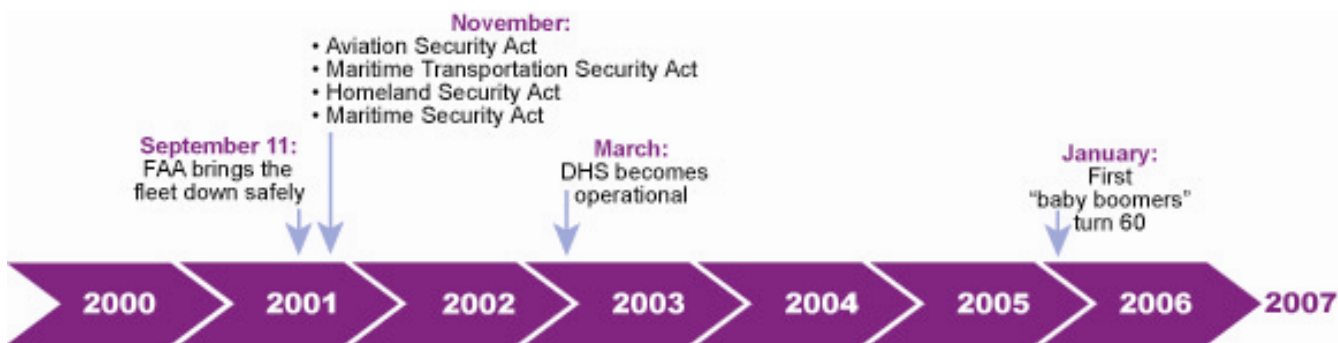 November:
• Aviation Security Act
• Maritime Transportation Security Act
• Homeland Security Act
• Maritime Security Act
September 11:
FAA brings the
fleet down safely
March:
DHS becomes
operational
January:
First
“baby boomers”
turn 60
2000 2001 2002 2003 2004 2005 2006 2007